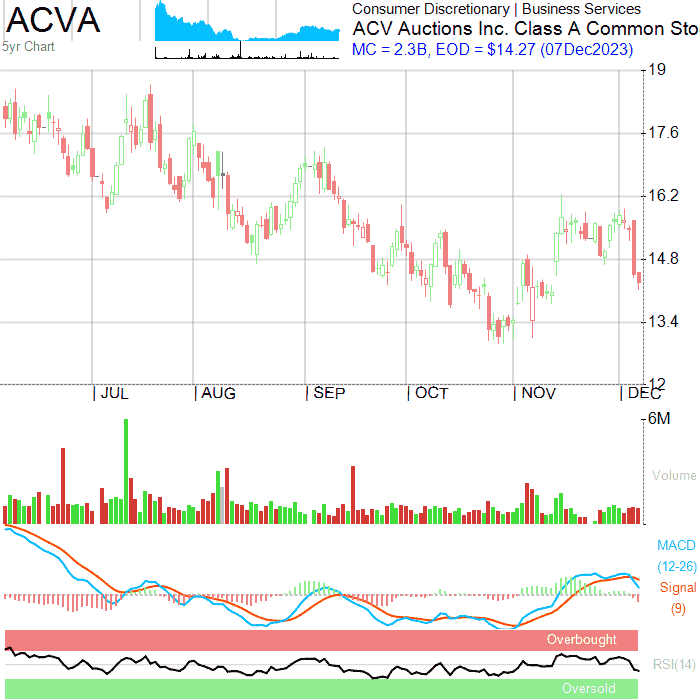 ACVA
5yr Chart
Consumer Discretionary | Business Services
ACV Auctions Inc. Class A Common Sto
MC = 2.3B, EOD = $14.27 (07Dec2023)
19
17.6
16.2
14.8
13.4
12
| JUL | AUG | SEP | OCT | NOV | DEC
6M
Volume
MACD
(12-26)
Signal
(9)
Overbought
RSI(14)
Oversold